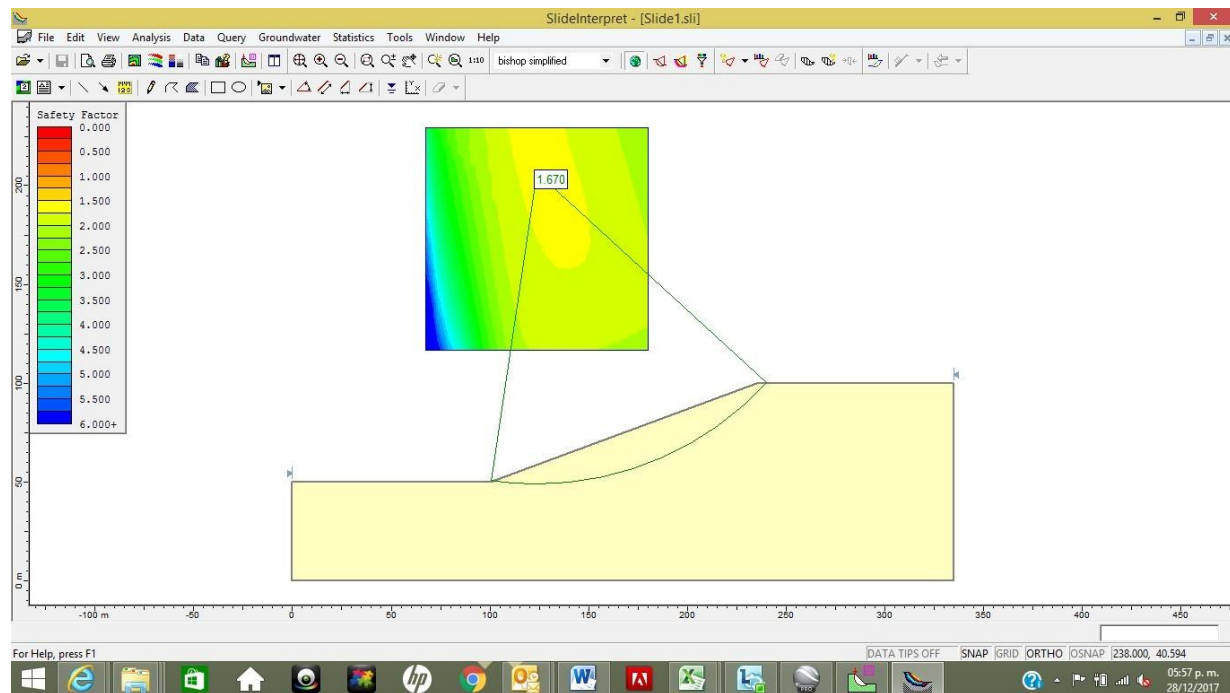 SlideInterpret - [Slide1.sli]
File Edit View Analysis Data Query Groundwater Statistics Tools Window Help
1:10 bishop simplified
Safety Factor
0.000
0.500
1.000
1.500
2.000
2.500
3.000
3.500
4.000
4.500
5.000
5.500
6.000+
1.670
200
150
100
50
0 m
-100 m -50 0 50 100 150 200 250 300 350 400 450
For Help, press F1
DATA TIPS OFF SNAP GRID ORTHO OSNAP 238.000, 40.594
hp
05:57 p. m.
28/12/2017